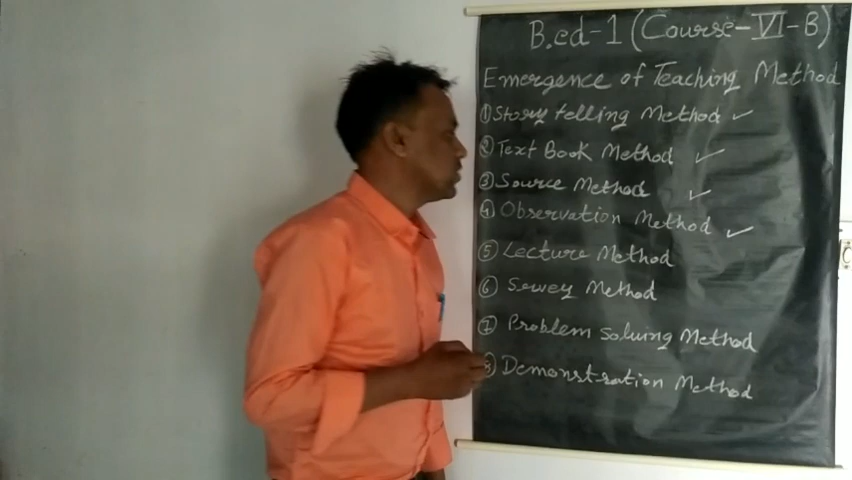 B.ed-1 (Course-VI-B)
Emergence of Teaching Method
① Story telling Method ✓
② Text Book Method ✓
③ Source Method ✓
④ Observation Method ✓
⑤ Lecture Method
⑥ Survey Method
⑦ Problem solving Method
⑧ Demonstration Method